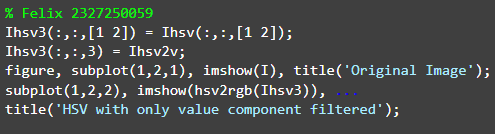 % Felix 2327250059
Ihsv3(:,:,[1 2]) = Ihsv(:,:,[1 2]);
Ihsv3(:,:,3) = Ihsv2v;
figure, subplot(1,2,1), imshow(I), title('Original Image');
subplot(1,2,2), imshow(hsv2rgb(Ihsv3)), ...
title('HSV with only value component filtered');